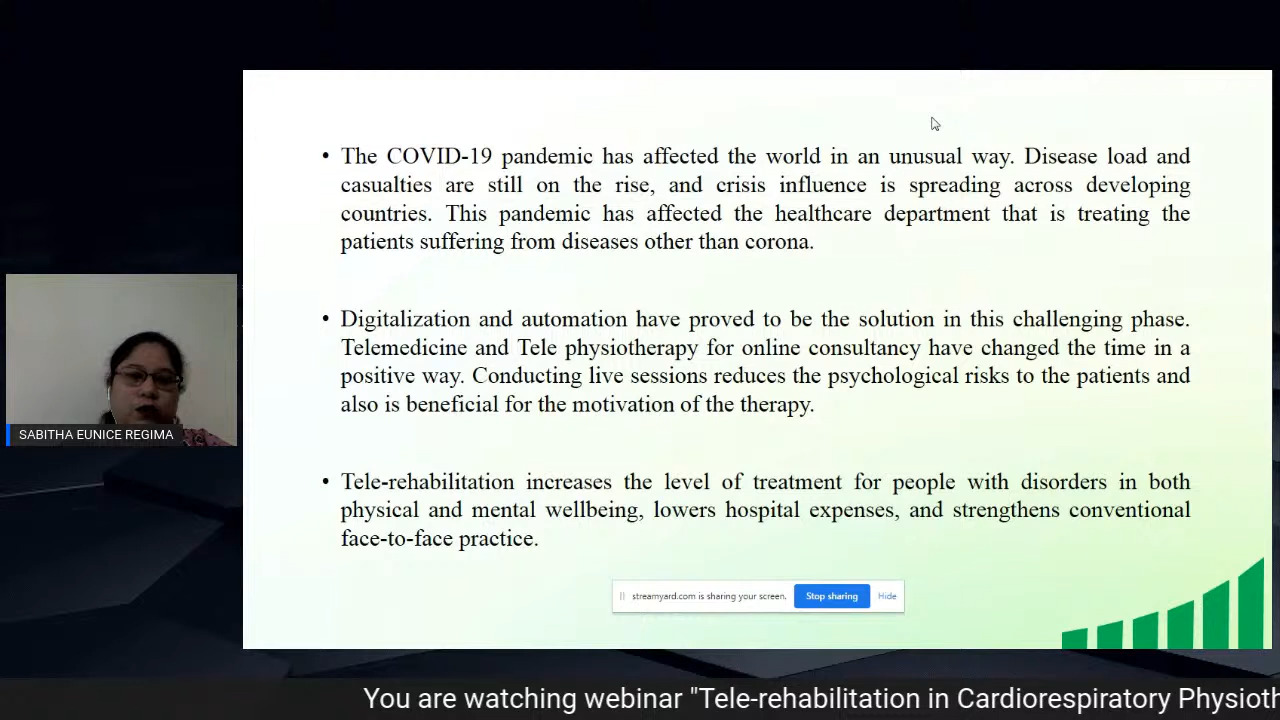 • The COVID-19 pandemic has affected the world in an unusual way. Disease load and
casualties are still on the rise, and crisis influence is spreading across developing
countries. This pandemic has affected the healthcare department that is treating the
patients suffering from diseases other than corona.
• Digitalization and automation have proved to be the solution in this challenging phase.
Telemedicine and Tele physiotherapy for online consultancy have changed the time in a
positive way. Conducting live sessions reduces the psychological risks to the patients and
also is beneficial for the motivation of the therapy.
• Tele-rehabilitation increases the level of treatment for people with disorders in both
physical and mental wellbeing, lowers hospital expenses, and strengthens conventional
face-to-face practice.
SABITHA EUNICE REGIMA
streamyard.com is sharing your screen. Stop sharing Hide
You are watching webinar "Tele-rehabilitation in Cardiorespiratory Physioth